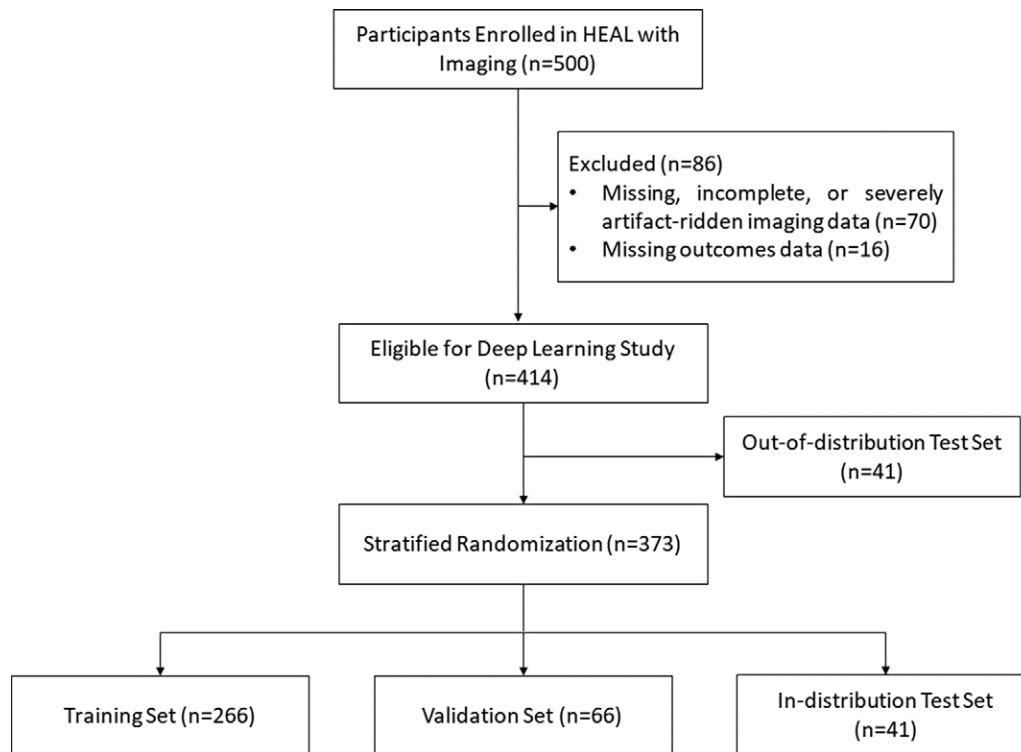 Participants Enrolled in HEAL with
Imaging (n=500)
Excluded (n=86)
• Missing, incomplete, or severely
artifact-ridden imaging data (n=70)
• Missing outcomes data (n=16)
Eligible for Deep Learning Study
(n=414)
Out-of-distribution Test Set
(n=41)
Stratified Randomization (n=373)
Training Set (n=266)
Validation Set (n=66)
In-distribution Test Set
(n=41)